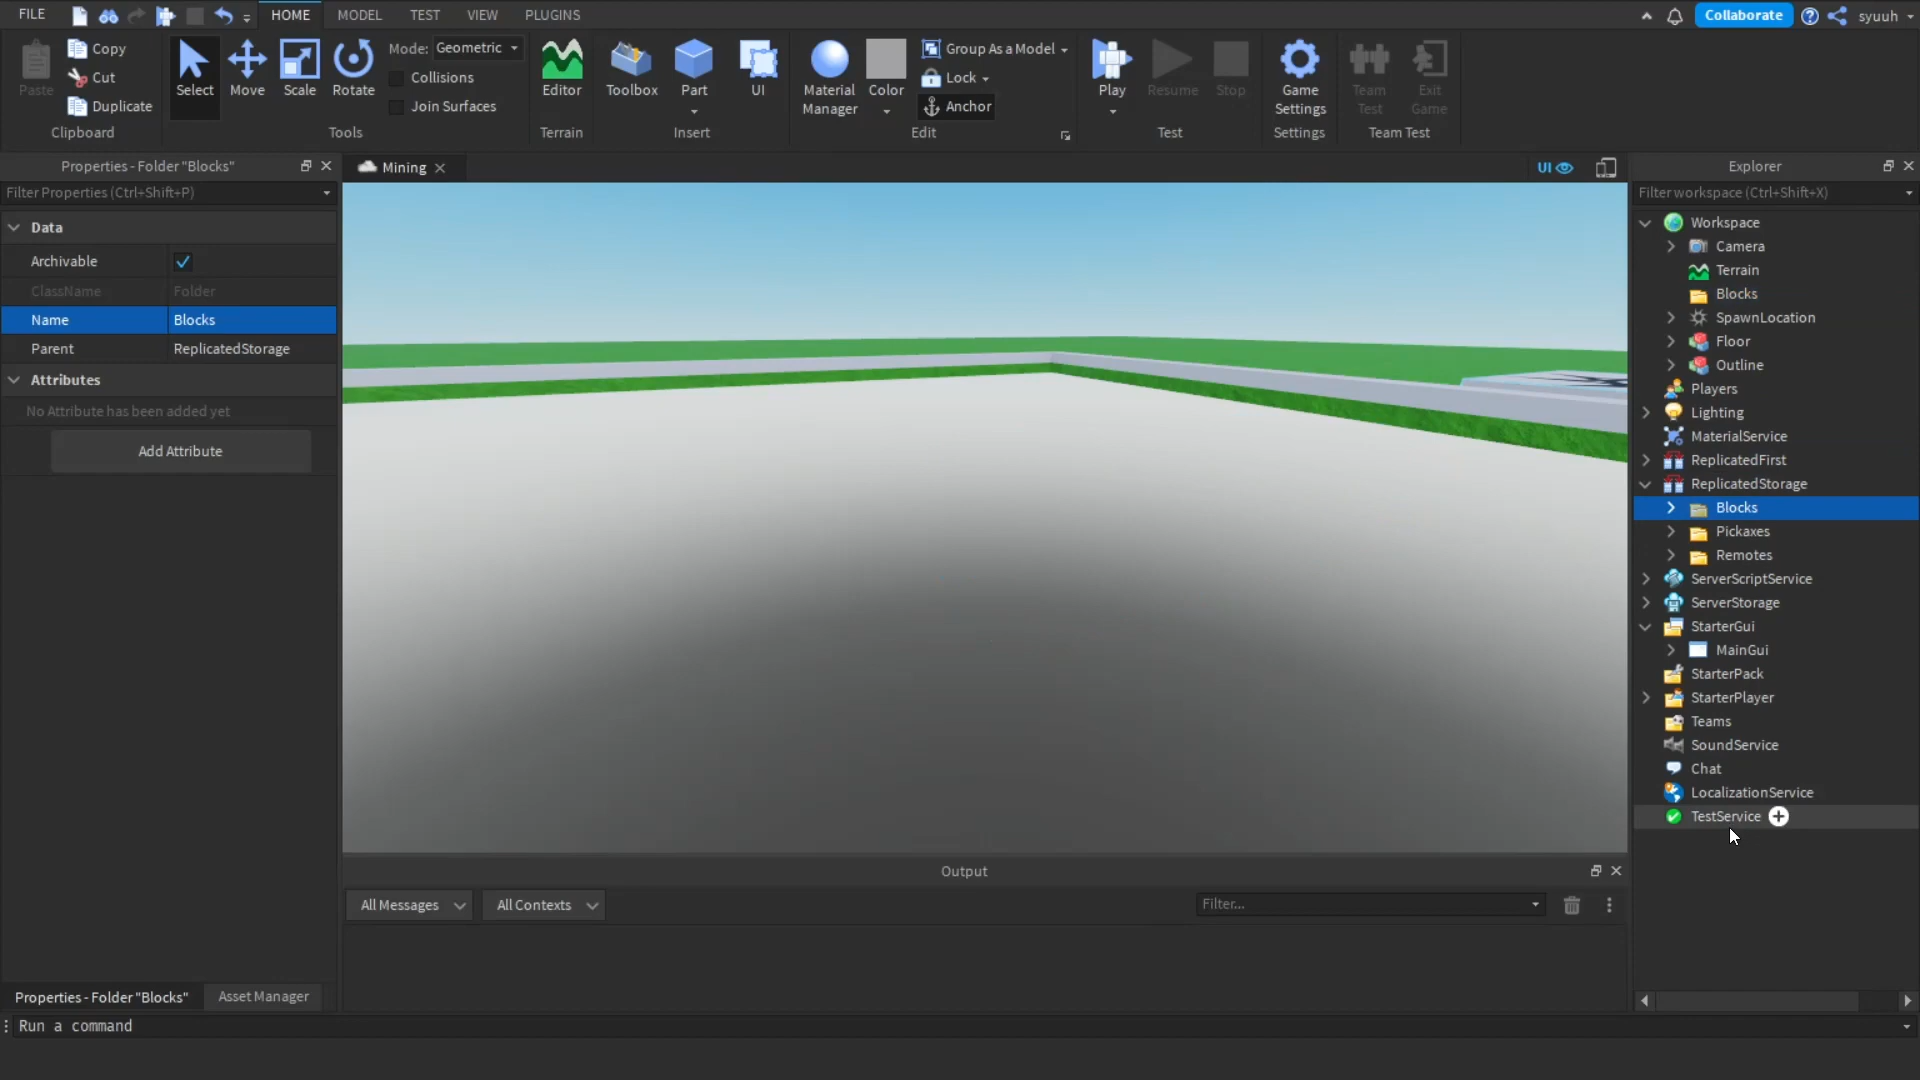 FILE HOME MODEL TEST VIEW PLUGINS Collaborate syuuh
Paste Copy Cut Duplicate Clipboard
Select Move Scale Rotate Mode: Geometric Collisions Join Surfaces Tools
Editor Terrain
Toolbox Part UI Insert
Material Manager Color Group As a Model Lock Anchor Edit
Play Resume Stop Test
Game Settings Settings
Team Test Exit Game Team Test
Properties - Folder "Blocks"
Filter Properties (Ctrl+Shift+P)
Data
Archivable
ClassName Folder
Name Blocks
Parent ReplicatedStorage
Attributes
No Attribute has been added yet
Add Attribute
Properties - Folder "Blocks" Asset Manager
Mining UI
Output
All Messages All Contexts Filter...
Explorer
Filter workspace (Ctrl+Shift+X)
Workspace
Camera
Terrain
Blocks
SpawnLocation
Floor
Outline
Players
Lighting
MaterialService
ReplicatedFirst
ReplicatedStorage
Blocks
Pickaxes
Remotes
ServerScriptService
ServerStorage
StarterGui
MainGui
StarterPack
StarterPlayer
Teams
SoundService
Chat
LocalizationService
TestService
Run a command